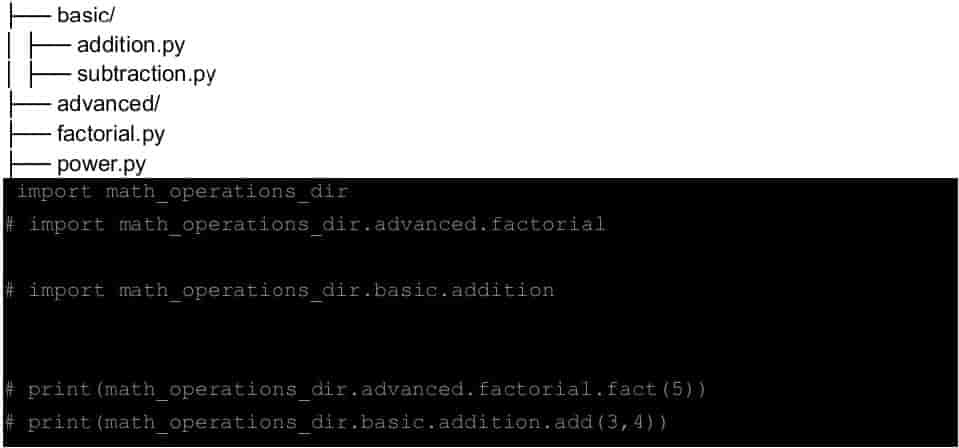 ├── basic/
│ ├── addition.py
│ ├── subtraction.py
├── advanced/
├── factorial.py
├── power.py
import math_operations_dir
# import math_operations_dir.advanced.factorial
# import math_operations_dir.basic.addition
# print(math_operations_dir.advanced.factorial.fact(5))
# print(math_operations_dir.basic.addition.add(3,4))